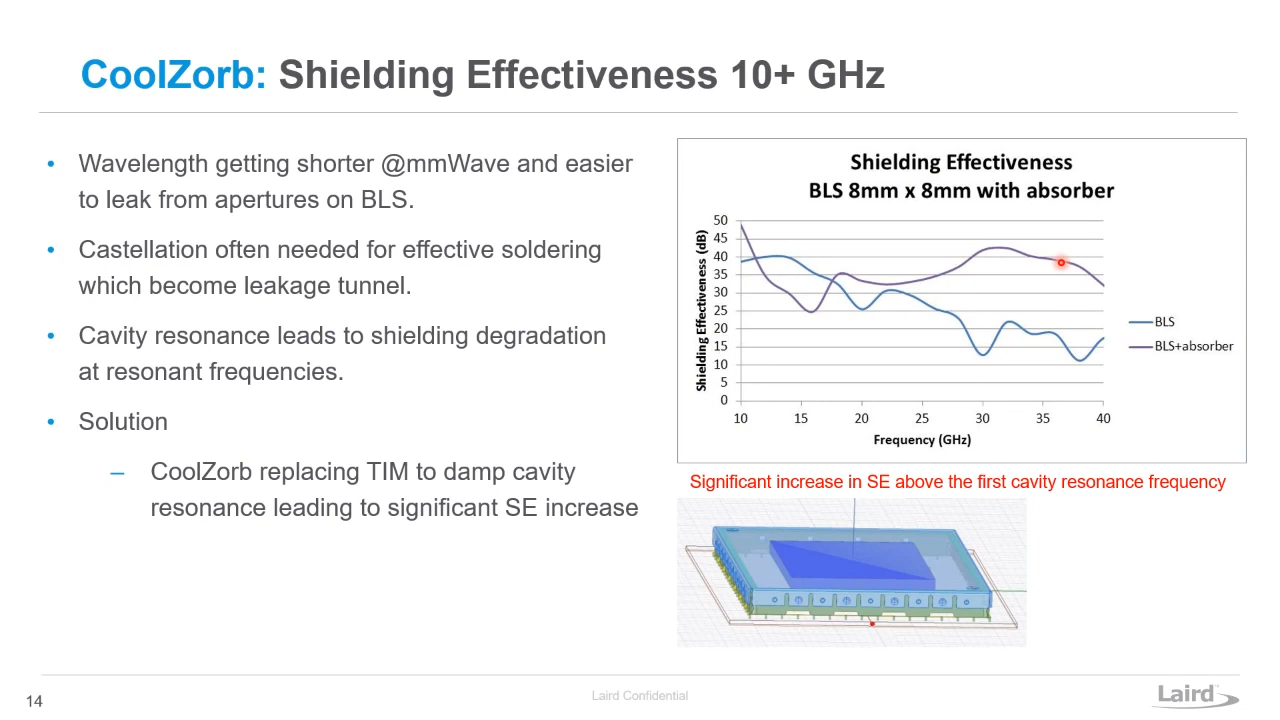 CoolZorb: Shielding Effectiveness 10+ GHz
• Wavelength getting shorter @mmWave and easier
to leak from apertures on BLS.
• Castellation often needed for effective soldering
which become leakage tunnel.
• Cavity resonance leads to shielding degradation
at resonant frequencies.
• Solution
– CoolZorb replacing TIM to damp cavity
resonance leading to significant SE increase
Shielding Effectiveness
BLS 8mm x 8mm with absorber
Shielding Effectiveness (dB)
50
45
40
35
30
25
20
15
10
5
0
10 15 20 25 30 35 40
Frequency (GHz)
BLS
BLS+absorber
Significant increase in SE above the first cavity resonance frequency
14
Laird Confidential
Laird™